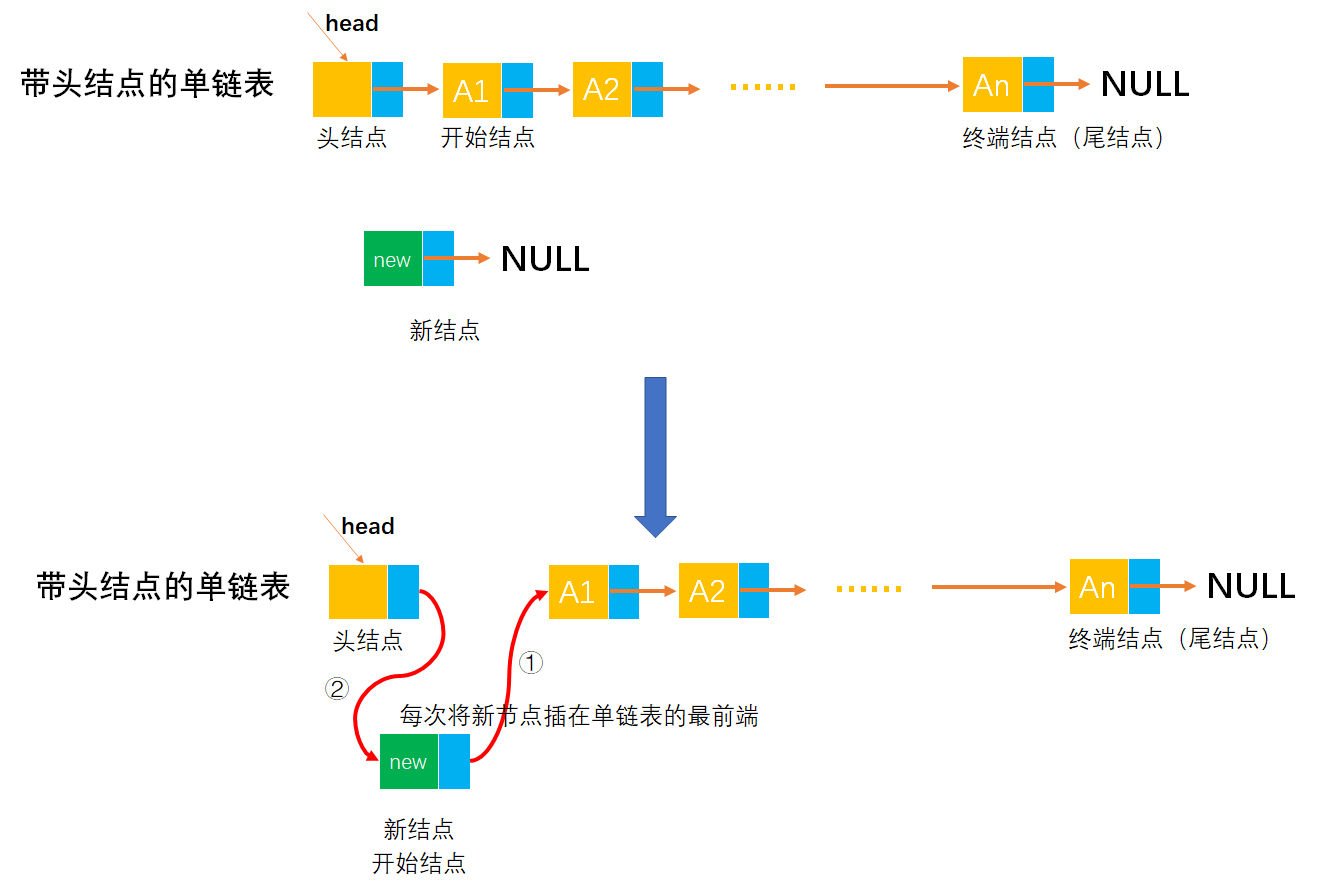 head
带头结点的单链表
A1
A2
An
NULL
头结点
开始结点
终端结点（尾结点）
new
NULL
新结点
head
带头结点的单链表
A1
A2
An
NULL
头结点
终端结点（尾结点）
①
②
每次将新节点插在单链表的最前端
new
新结点
开始结点